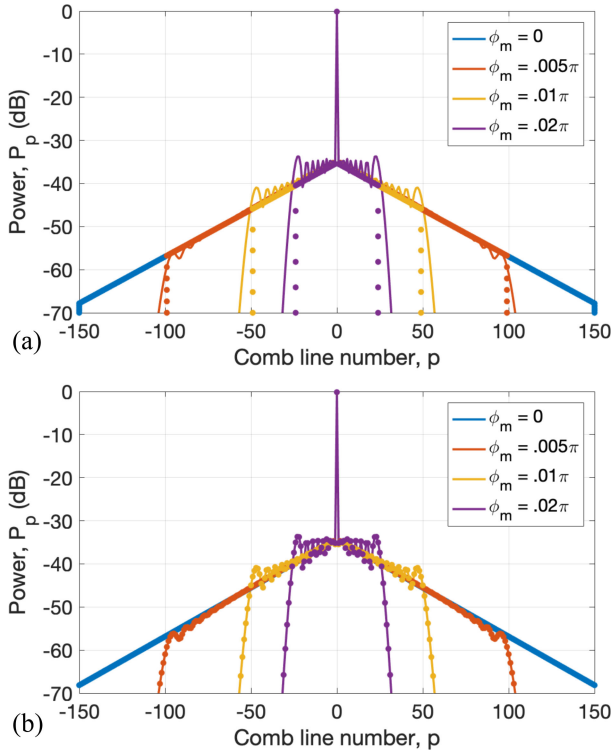 0
-10
-20
-30
-40
-50
-60
-70
Power, P_p (dB)
ϕ_m = 0
ϕ_m = .005π
ϕ_m = .01π
ϕ_m = .02π
-150 -100 -50 0 50 100 150
Comb line number, p
(a)
0
-10
-20
-30
-40
-50
-60
-70
Power, P_p (dB)
ϕ_m = 0
ϕ_m = .005π
ϕ_m = .01π
ϕ_m = .02π
-150 -100 -50 0 50 100 150
Comb line number, p
(b)